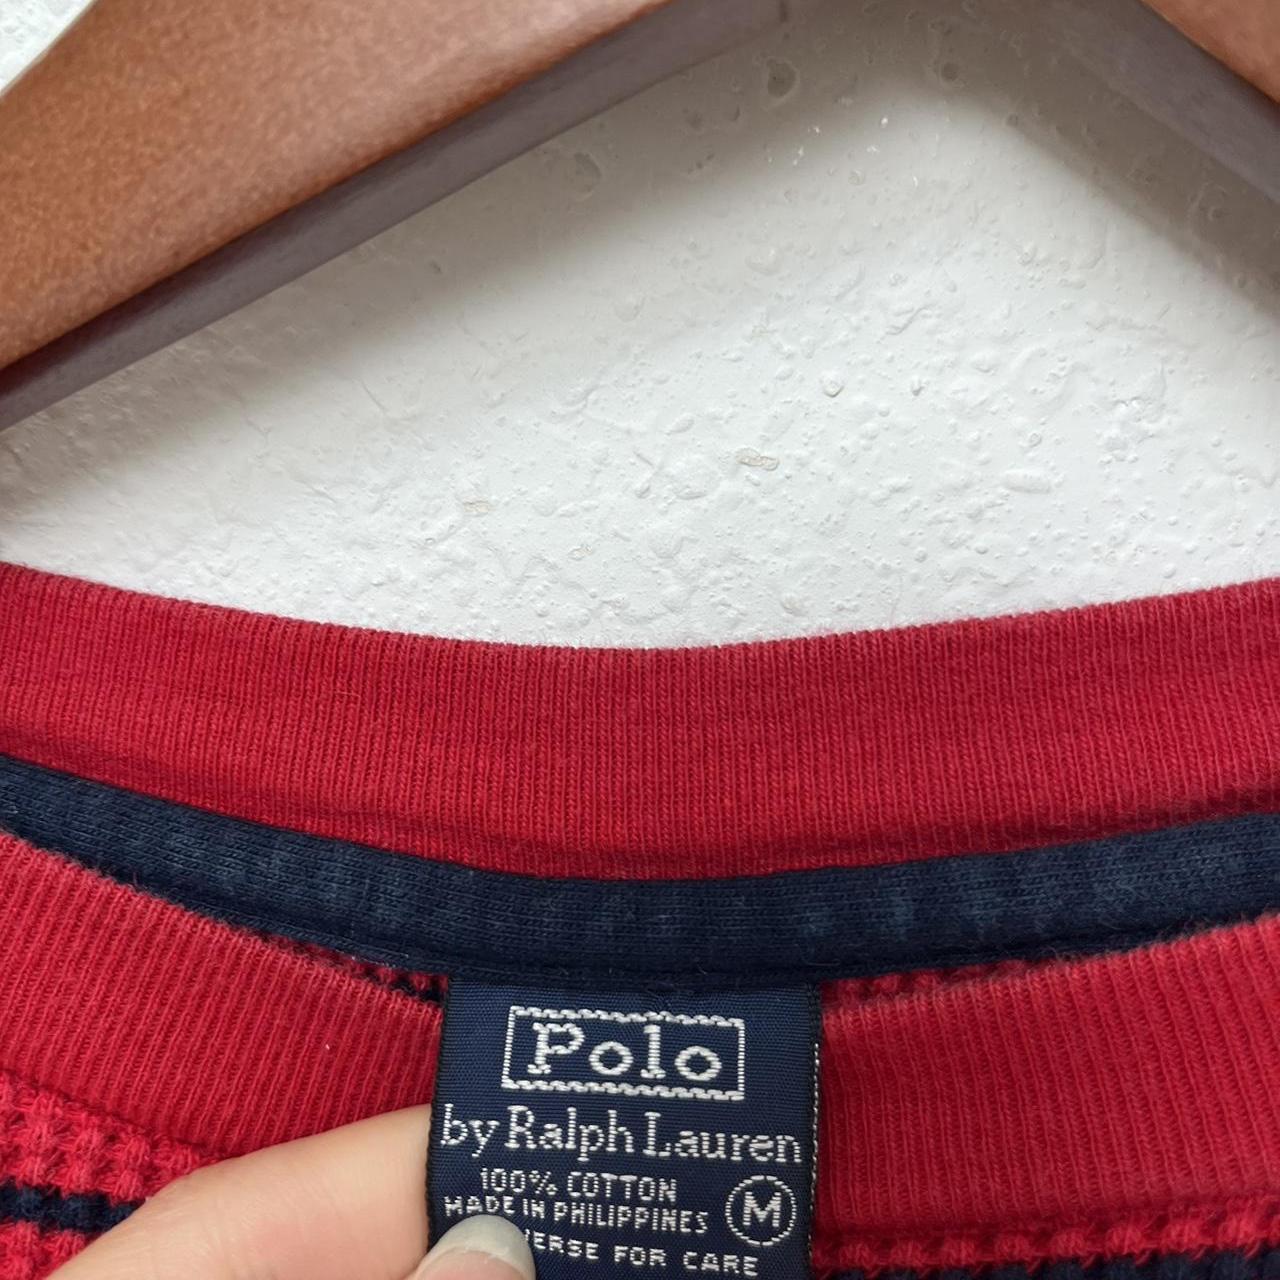 Polo
by Ralph Lauren
100% COTTON
MADE IN PHILIPPINES
M
FOR CARE